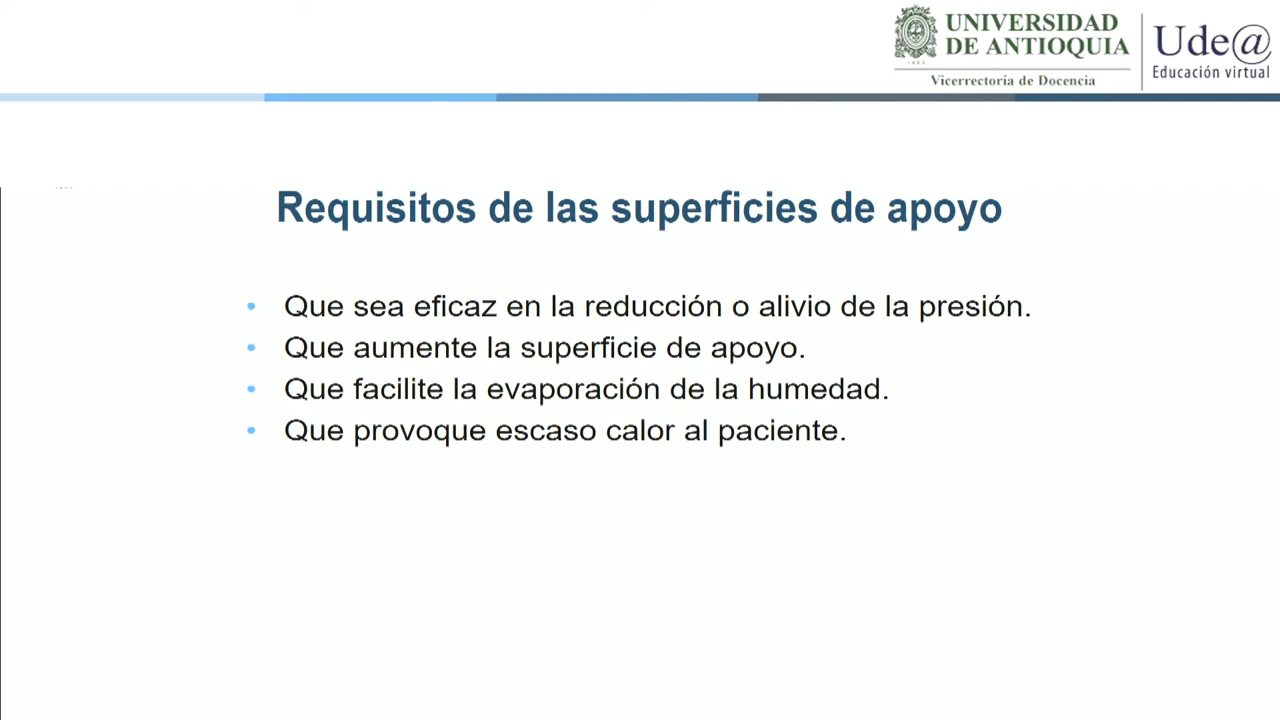 UNIVERSIDAD
DE ANTIOQUIA
Vicerrectoría de Docencia
Ude@
Educación virtual
Requisitos de las superficies de apoyo
• Que sea eficaz en la reducción o alivio de la presión.
• Que aumente la superficie de apoyo.
• Que facilite la evaporación de la humedad.
• Que provoque escaso calor al paciente.